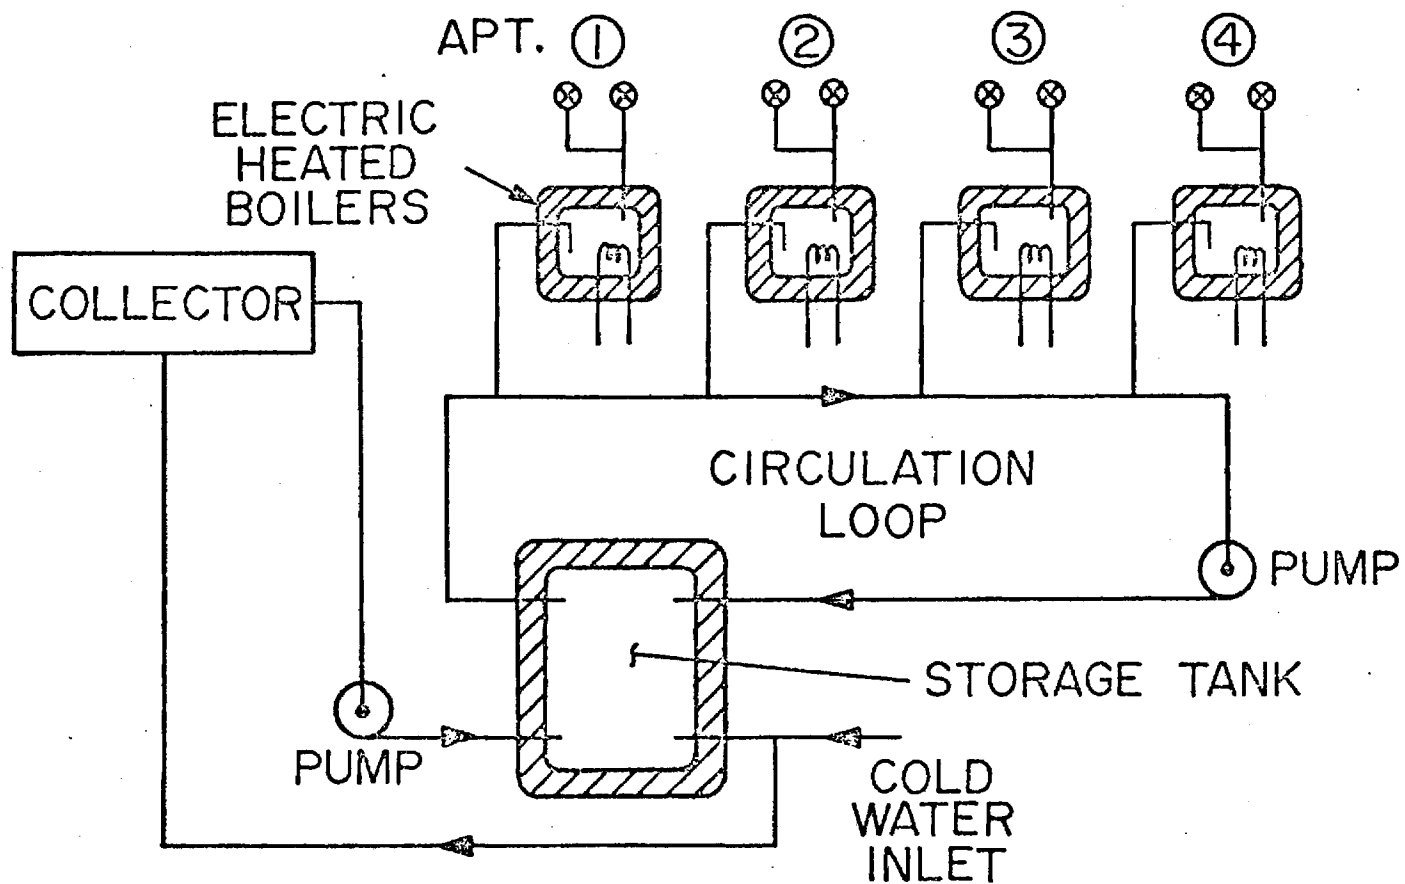 APT. 1 2 3 4
ELECTRIC
HEATED
BOILERS
COLLECTOR
CIRCULATION
LOOP
PUMP
STORAGE TANK
PUMP
COLD
WATER
INLET